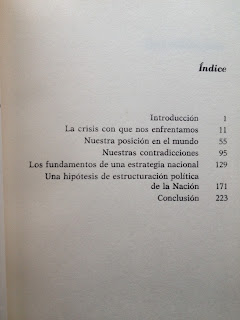 Índice
Introducción 1
La crisis con que nos enfrentamos 11
Nuestra posición en el mundo 55
Nuestras contradicciones 95
Los fundamentos de una estrategia nacional 129
Una hipótesis de estructuración política
de la Nación 171
Conclusión 223